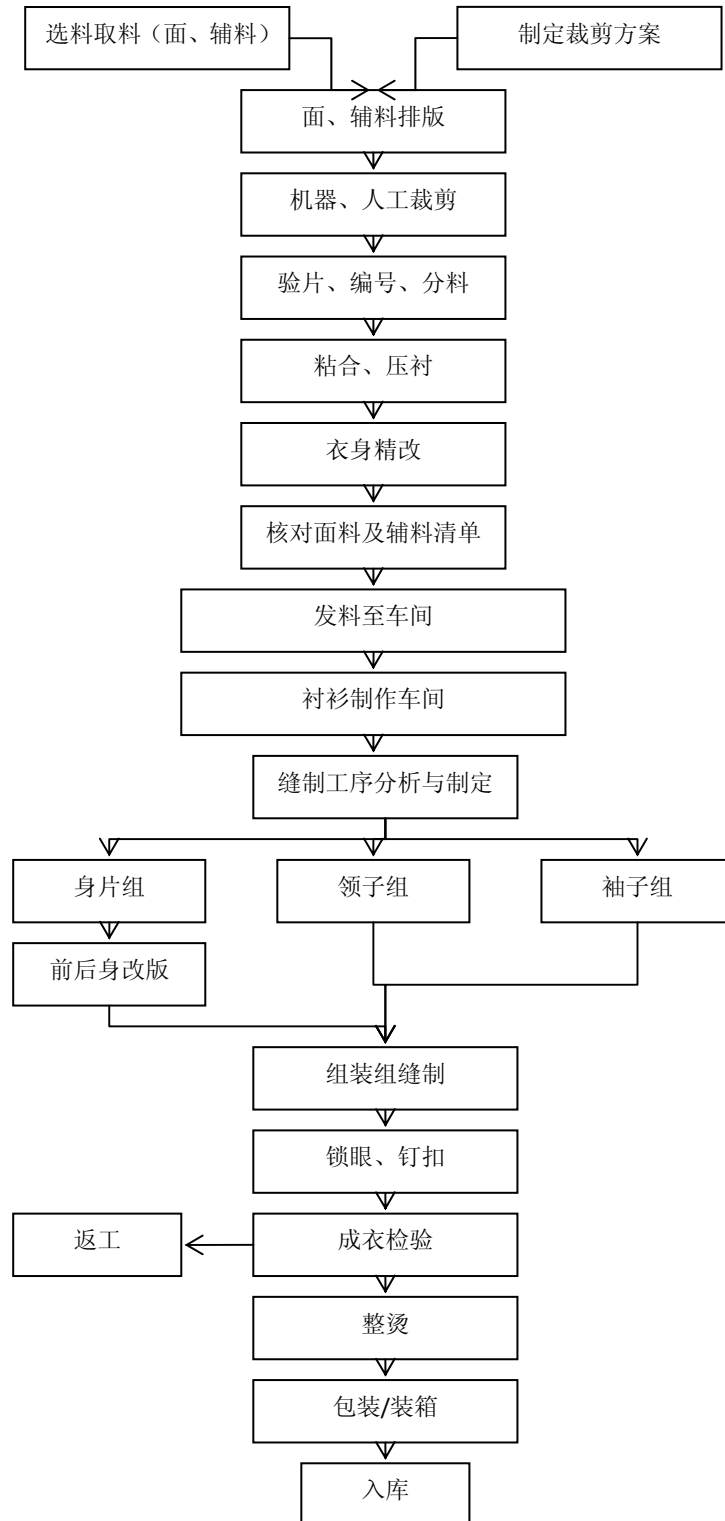 选料取料（面、辅料）
制定裁剪方案
面、辅料排版
机器、人工裁剪
验片、编号、分料
粘合、压衬
衣身精改
核对面料及辅料清单
发料至车间
衬衫制作车间
缝制工序分析与制定
身片组
领子组
袖子组
前后身改版
组装组缝制
锁眼、钉扣
返工
成衣检验
整烫
包装/装箱
入库